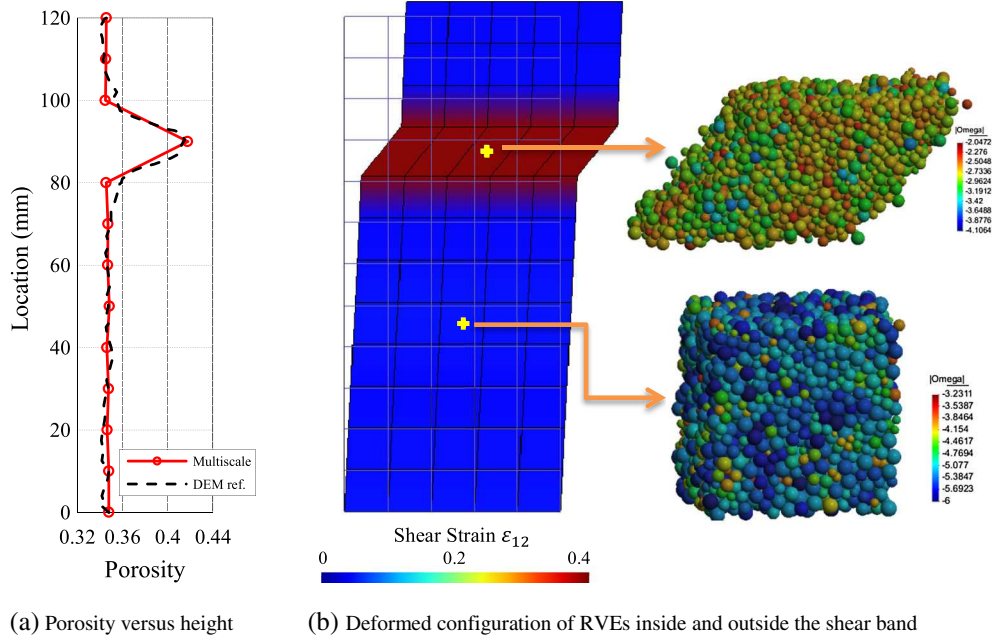 120
100
80
60
40
20
0
Location (mm)
Multiscale
DEM ref.
0.32 0.36 0.4 0.44
Porosity
Shear Strain ε₁₂
0 0.2 0.4
|Omega|
-2.0472
-2.276
-2.5048
-2.7336
-2.9624
-3.1912
-3.42
-3.6488
-3.8776
-4.1064
|Omega|
-3.2311
-3.5387
-3.8464
-4.154
-4.4617
-4.7694
-5.077
-5.3847
-5.6923
-6
(a) Porosity versus height
(b) Deformed configuration of RVEs inside and outside the shear band